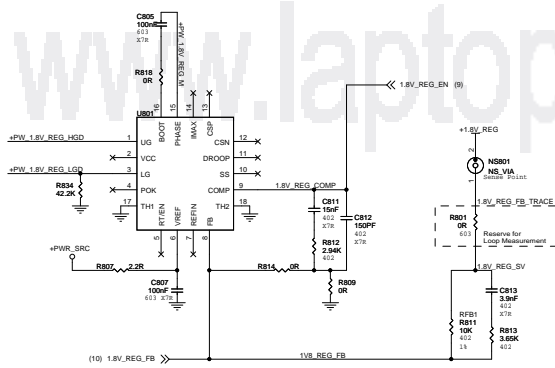 www.laptop
C805
100nF
603
X7R
+PW_1.8V_REG_M
R818
0R
1.8V_REG_EN (9)
U801
16
15
14
13
BOOT
PHASE
IMAX
CSP
+PW_1.8V_REG_HGD
1
UG
CSN
12
2
VCC
DROOP
11
+PW_1.8V_REG_LGD
3
LG
SS
10
4
POK
COMP
9
1.8V_REG_COMP
R834
42.2K
17
TH1
TH2
18
RT/EN
VREF
REFIN
FB
5
6
7
8
+PWR_SRC
R807
2.2R
C807
100nF
603 X7R
C811
15nF
402
X7R
C812
150PF
402
X7R
R812
2.94K
402
R814
0R
R809
0R
(10) 1.8V_REG_FB
1V8_REG_FB
+1.8V_REG
2
NS801
NS_VIA
Sense Point
1
1.8V_REG_FB_TRACE
R801
0R
603
Reserve for
Loop Measurement
1.8V_REG_SV
C813
3.9nF
402
X7R
RFB1
R811
10K
402
1%
R813
3.65K
402